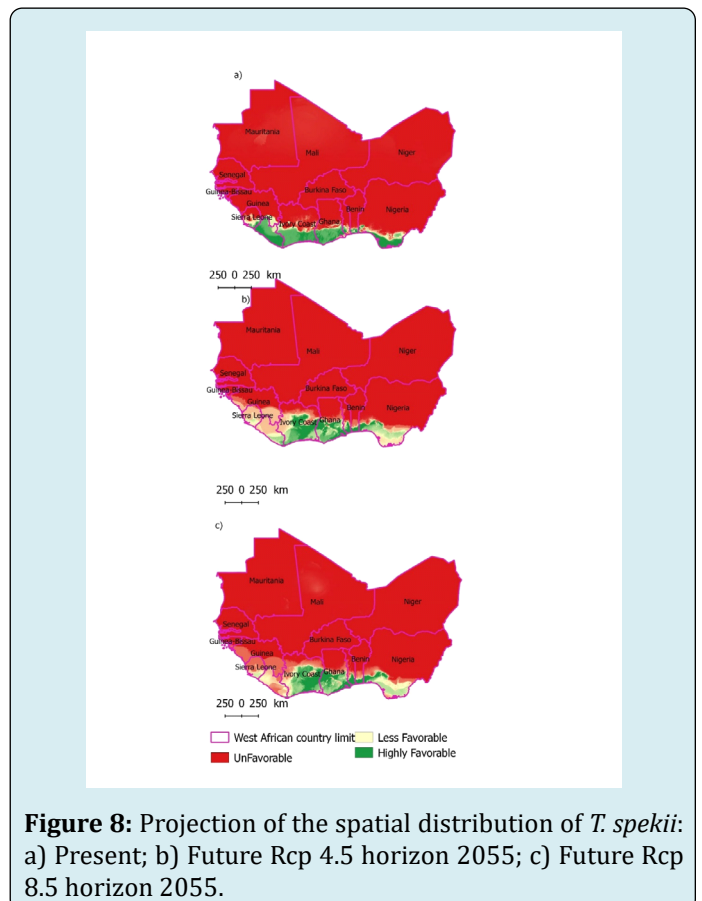 a)
Mauritania
Mali
Niger
Senegal
Guinea-Bissau
Burkina Faso
Guinea
Benin
Nigeria
Sierra Leone
Ivory Coast
Ghana
250 0 250 km
b)
Mauritania
Mali
Niger
Senegal
Guinea-Bissau
Burkina Faso
Guinea
Benin
Nigeria
Sierra Leone
Ivory Coast
Ghana
250 0 250 km
c)
Mauritania
Mali
Niger
Senegal
Guinea-Bissau
Burkina Faso
Guinea
Benin
Nigeria
Sierra Leone
Ivory Coast
Ghana
250 0 250 km
West African country limit
Less Favorable
UnFavorable
Highly Favorable
Figure 8: Projection of the spatial distribution of T. spekii:
a) Present; b) Future Rcp 4.5 horizon 2055; c) Future Rcp
8.5 horizon 2055.